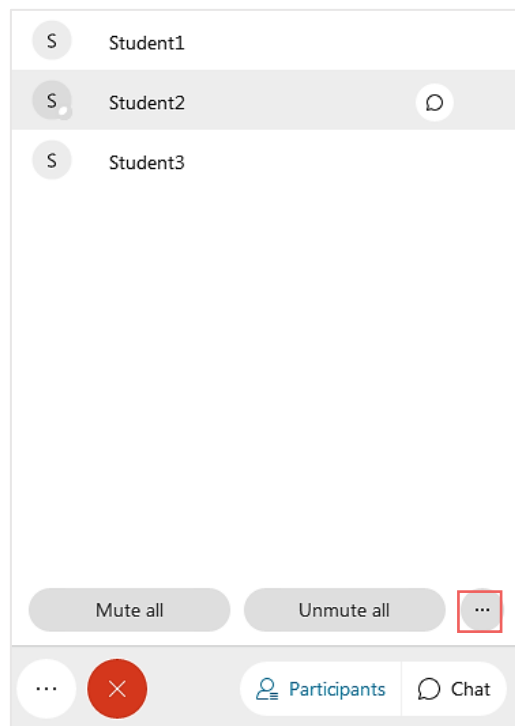 S Student1
S Student2
S Student3
Mute all Unmute all ...
... Participants Chat